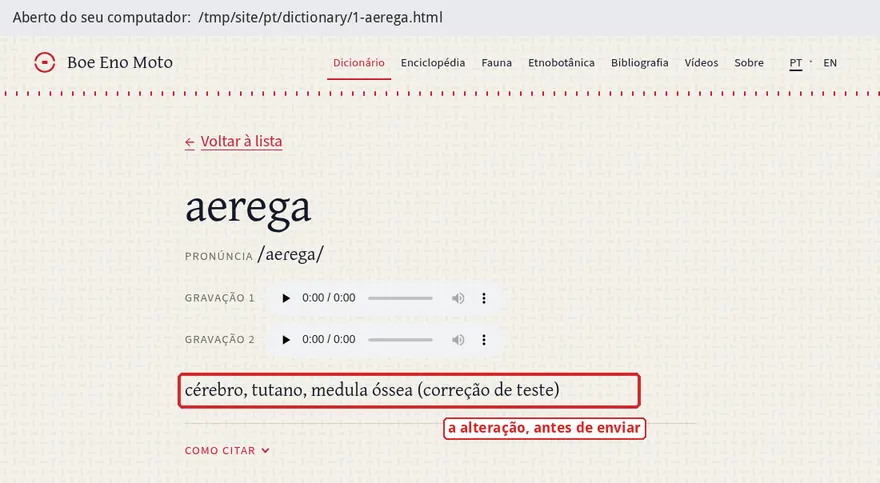 Aberto do seu computador: /tmp/site/pt/dictionary/1-aerega.html
Boe Eno Moto Dicionário Enciclopédia Fauna Etnobotânica Bibliografia Vídeos Sobre PT · EN
← Voltar à lista
aerega
PRONÚNCIA /aeɾega/
GRAVAÇÃO 1 0:00 / 0:00
GRAVAÇÃO 2 0:00 / 0:00
cérebro, tutano, medula óssea (correção de teste)
a alteração, antes de enviar
COMO CITAR